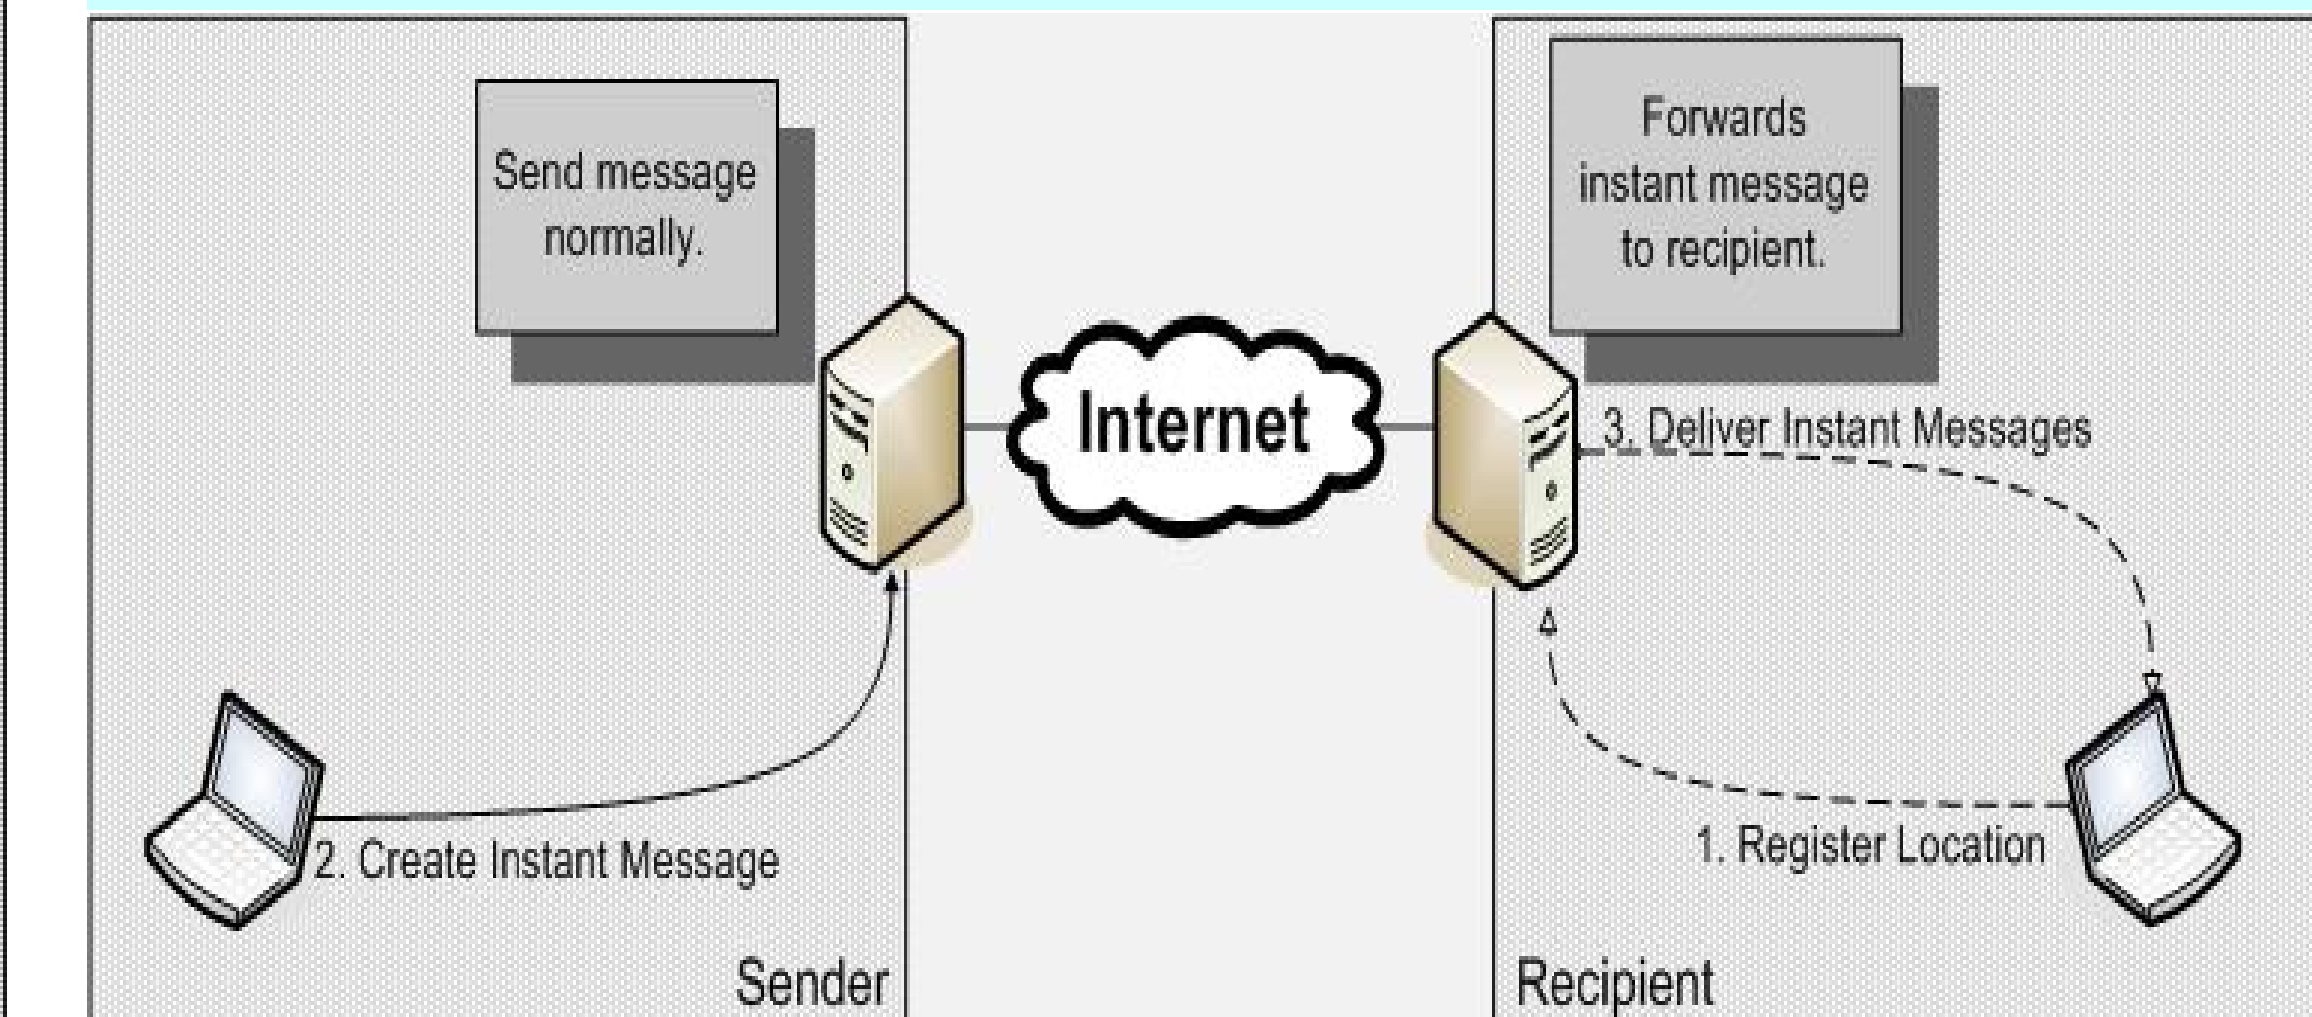 Send message
normally.
Forwards
instant message
to recipient.
Internet
3. Deliver Instant Messages
2. Create Instant Message
1. Register Location
Sender
Recipient